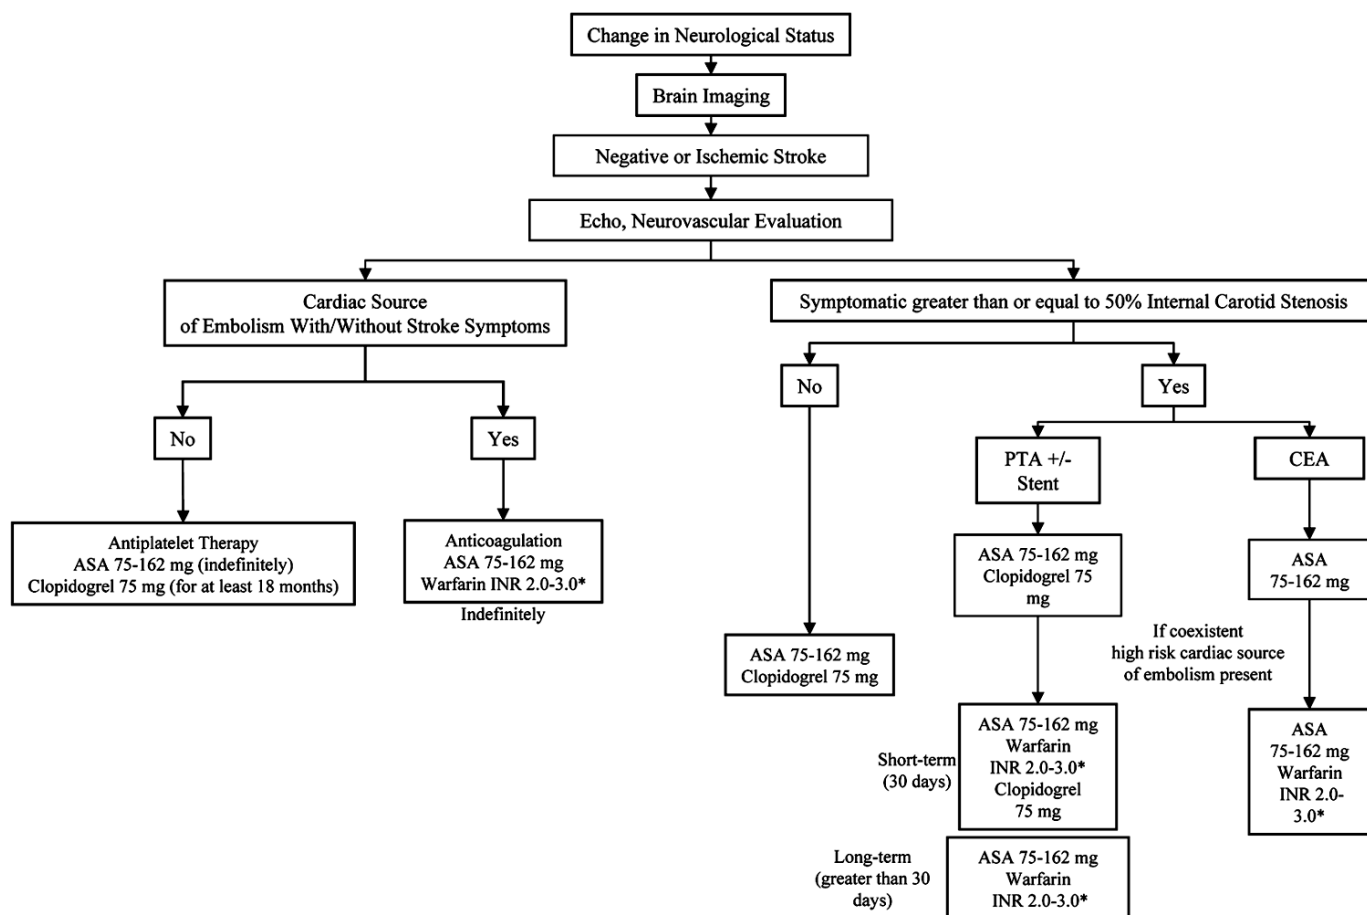 Change in Neurological Status
Brain Imaging
Negative or Ischemic Stroke
Echo, Neurovascular Evaluation
Cardiac Source
of Embolism With/Without Stroke Symptoms
No
Yes
Antiplatelet Therapy
ASA 75-162 mg (indefinitely)
Clopidogrel 75 mg (for at least 18 months)
Anticoagulation
ASA 75-162 mg
Warfarin INR 2.0-3.0*
Indefinitely
Symptomatic greater than or equal to 50% Internal Carotid Stenosis
No
Yes
ASA 75-162 mg
Clopidogrel 75 mg
PTA +/-
Stent
ASA 75-162 mg
Clopidogrel 75
mg
CEA
ASA
75-162 mg
If coexistent
high risk cardiac source
of embolism present
Short-term
(30 days)
ASA 75-162 mg
Warfarin
INR 2.0-3.0*
Clopidogrel
75 mg
ASA
75-162 mg
Warfarin
INR 2.0-
3.0*
Long-term
(greater than 30
days)
ASA 75-162 mg
Warfarin
INR 2.0-3.0*